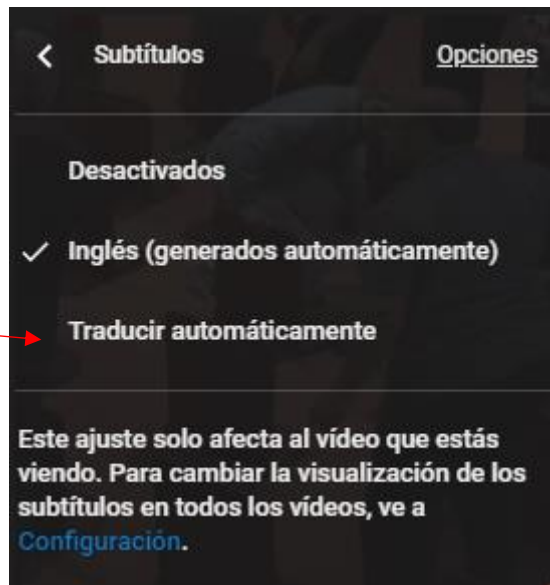 Subtítulos Opciones
Desactivados
Inglés (generados automáticamente)
Traducir automáticamente
Este ajuste solo afecta al vídeo que estás
viendo. Para cambiar la visualización de los
subtítulos en todos los vídeos, ve a
Configuración.